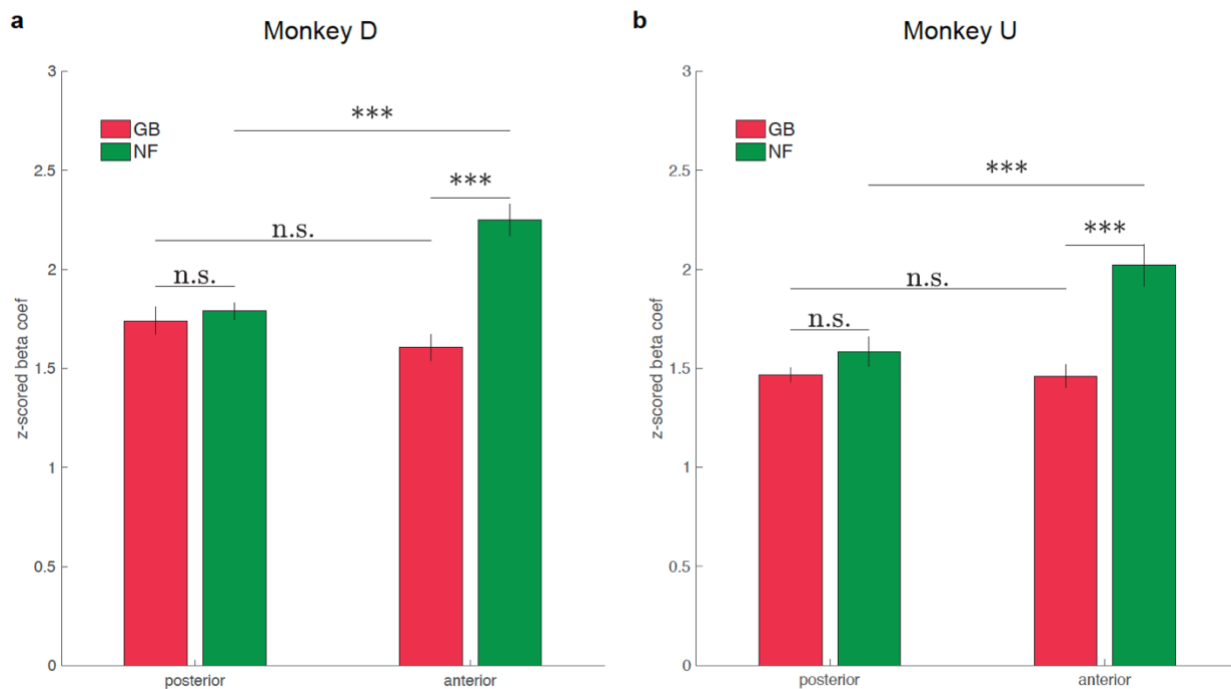 a
Monkey D
3
2.5
2
1.5
1
0.5
0
z-scored beta coef
GB
NF
***
***
n.s.
n.s.
posterior
anterior
b
Monkey U
3
2.5
2
1.5
1
0.5
0
z-scored beta coef
GB
NF
***
***
n.s.
n.s.
posterior
anterior